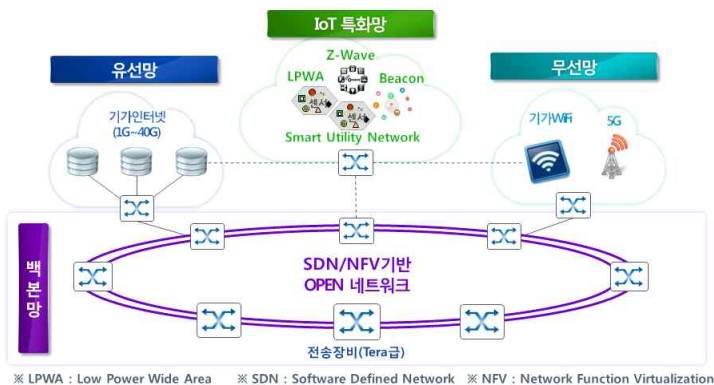 IoT 특화망
유선망
무선망
Z-Wave
LPWA
Beacon
센서
센서
Smart Utility Network
기가인터넷
(1G~40G)
기가WiFi
5G
백본망
SDN/NFV기반
OPEN 네트워크
전송장비(Tera급)
※ LPWA : Low Power Wide Area ※ SDN : Software Defined Network ※ NFV : Network Function Virtualization